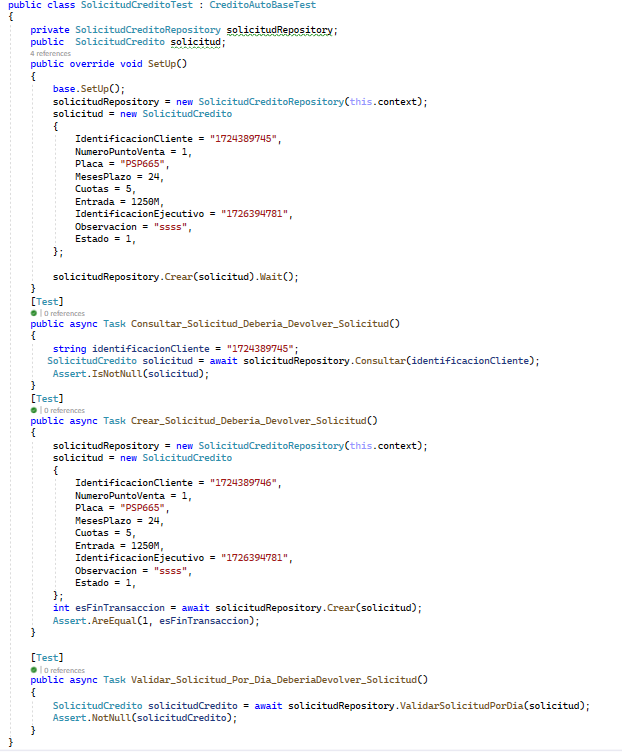 public class SolicitudCreditoTest : CreditoAutoBaseTest
{
private SolicitudCreditoRepository solicitudRepository;
public SolicitudCredito solicitud;
4 references
public override void SetUp()
{
base.SetUp();
solicitudRepository = new SolicitudCreditoRepository(this.context);
solicitud = new SolicitudCredito
{
IdentificacionCliente = "1724389745",
NumeroPuntoVenta = 1,
Placa = "PSP665",
MesesPlazo = 24,
Cuotas = 5,
Entrada = 1250M,
IdentificacionEjecutivo = "1726394781",
Observacion = "ssss",
Estado = 1,
};
solicitudRepository.Crear(solicitud).Wait();
}
[Test]
| 0 references
public async Task Consultar_Solicitud_Deberia_Devolver_Solicitud()
{
string identificacionCliente = "1724389745";
SolicitudCredito solicitud = await solicitudRepository.Consultar(identificacionCliente);
Assert.IsNotNull(solicitud);
}
[Test]
| 0 references
public async Task Crear_Solicitud_Deberia_Devolver_Solicitud()
{
solicitudRepository = new SolicitudCreditoRepository(this.context);
solicitud = new SolicitudCredito
{
IdentificacionCliente = "1724389746",
NumeroPuntoVenta = 1,
Placa = "PSP665",
MesesPlazo = 24,
Cuotas = 5,
Entrada = 1250M,
IdentificacionEjecutivo = "1726394781",
Observacion = "ssss",
Estado = 1,
};
int esFinTransaccion = await solicitudRepository.Crear(solicitud);
Assert.AreEqual(1, esFinTransaccion);
}
[Test]
| 0 references
public async Task Validar_Solicitud_Por_Dia_DeberiaDevolver_Solicitud()
{
SolicitudCredito solicitudCredito = await solicitudRepository.ValidarSolicitudPorDia(solicitud);
Assert.NotNull(solicitudCredito);
}
}